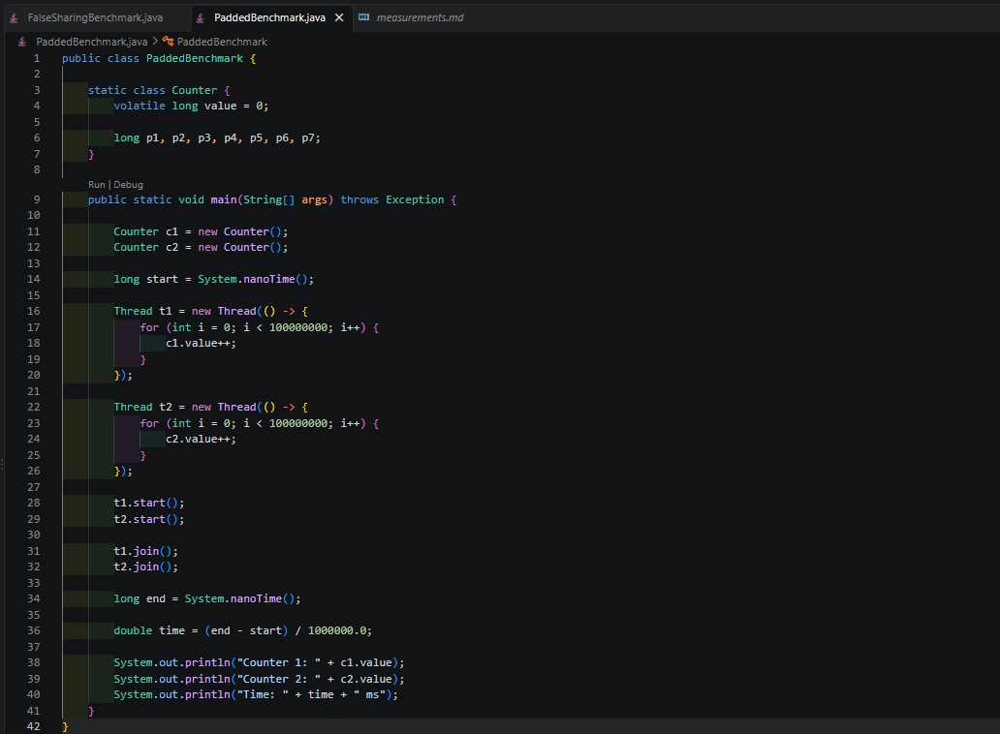 FalseSharingBenchmark.java PaddedBenchmark.java measurements.md
PaddedBenchmark.java > PaddedBenchmark
1 public class PaddedBenchmark {
2
3 static class Counter {
4 volatile long value = 0;
5
6 long p1, p2, p3, p4, p5, p6, p7;
7 }
8
Run | Debug
9 public static void main(String[] args) throws Exception {
10
11 Counter c1 = new Counter();
12 Counter c2 = new Counter();
13
14 long start = System.nanoTime();
15
16 Thread t1 = new Thread(() -> {
17 for (int i = 0; i < 100000000; i++) {
18 c1.value++;
19 }
20 });
21
22 Thread t2 = new Thread(() -> {
23 for (int i = 0; i < 100000000; i++) {
24 c2.value++;
25 }
26 });
27
28 t1.start();
29 t2.start();
30
31 t1.join();
32 t2.join();
33
34 long end = System.nanoTime();
35
36 double time = (end - start) / 1000000.0;
37
38 System.out.println("Counter 1: " + c1.value);
39 System.out.println("Counter 2: " + c2.value);
40 System.out.println("Time: " + time + " ms");
41 }
42 }